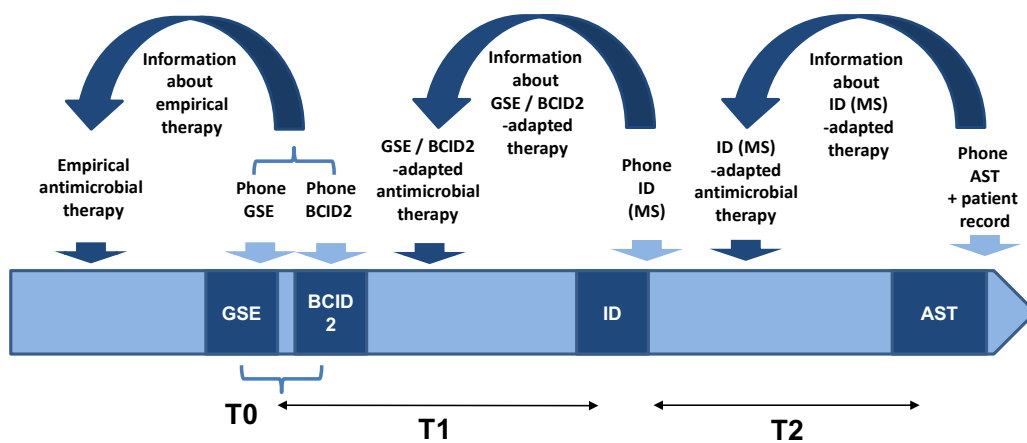 Information
about
empirical
therapy
Information
about
GSE / BCID2
-adapted
therapy
Information
about
ID (MS)
-adapted
therapy
Empirical
antimicrobial
therapy
Phone
GSE
Phone
BCID2
GSE / BCID2
-adapted
antimicrobial
therapy
Phone
ID
(MS)
ID (MS)
-adapted
antimicrobial
therapy
Phone
AST
+ patient
record
GSE
BCID
2
ID
AST
T0
T1
T2